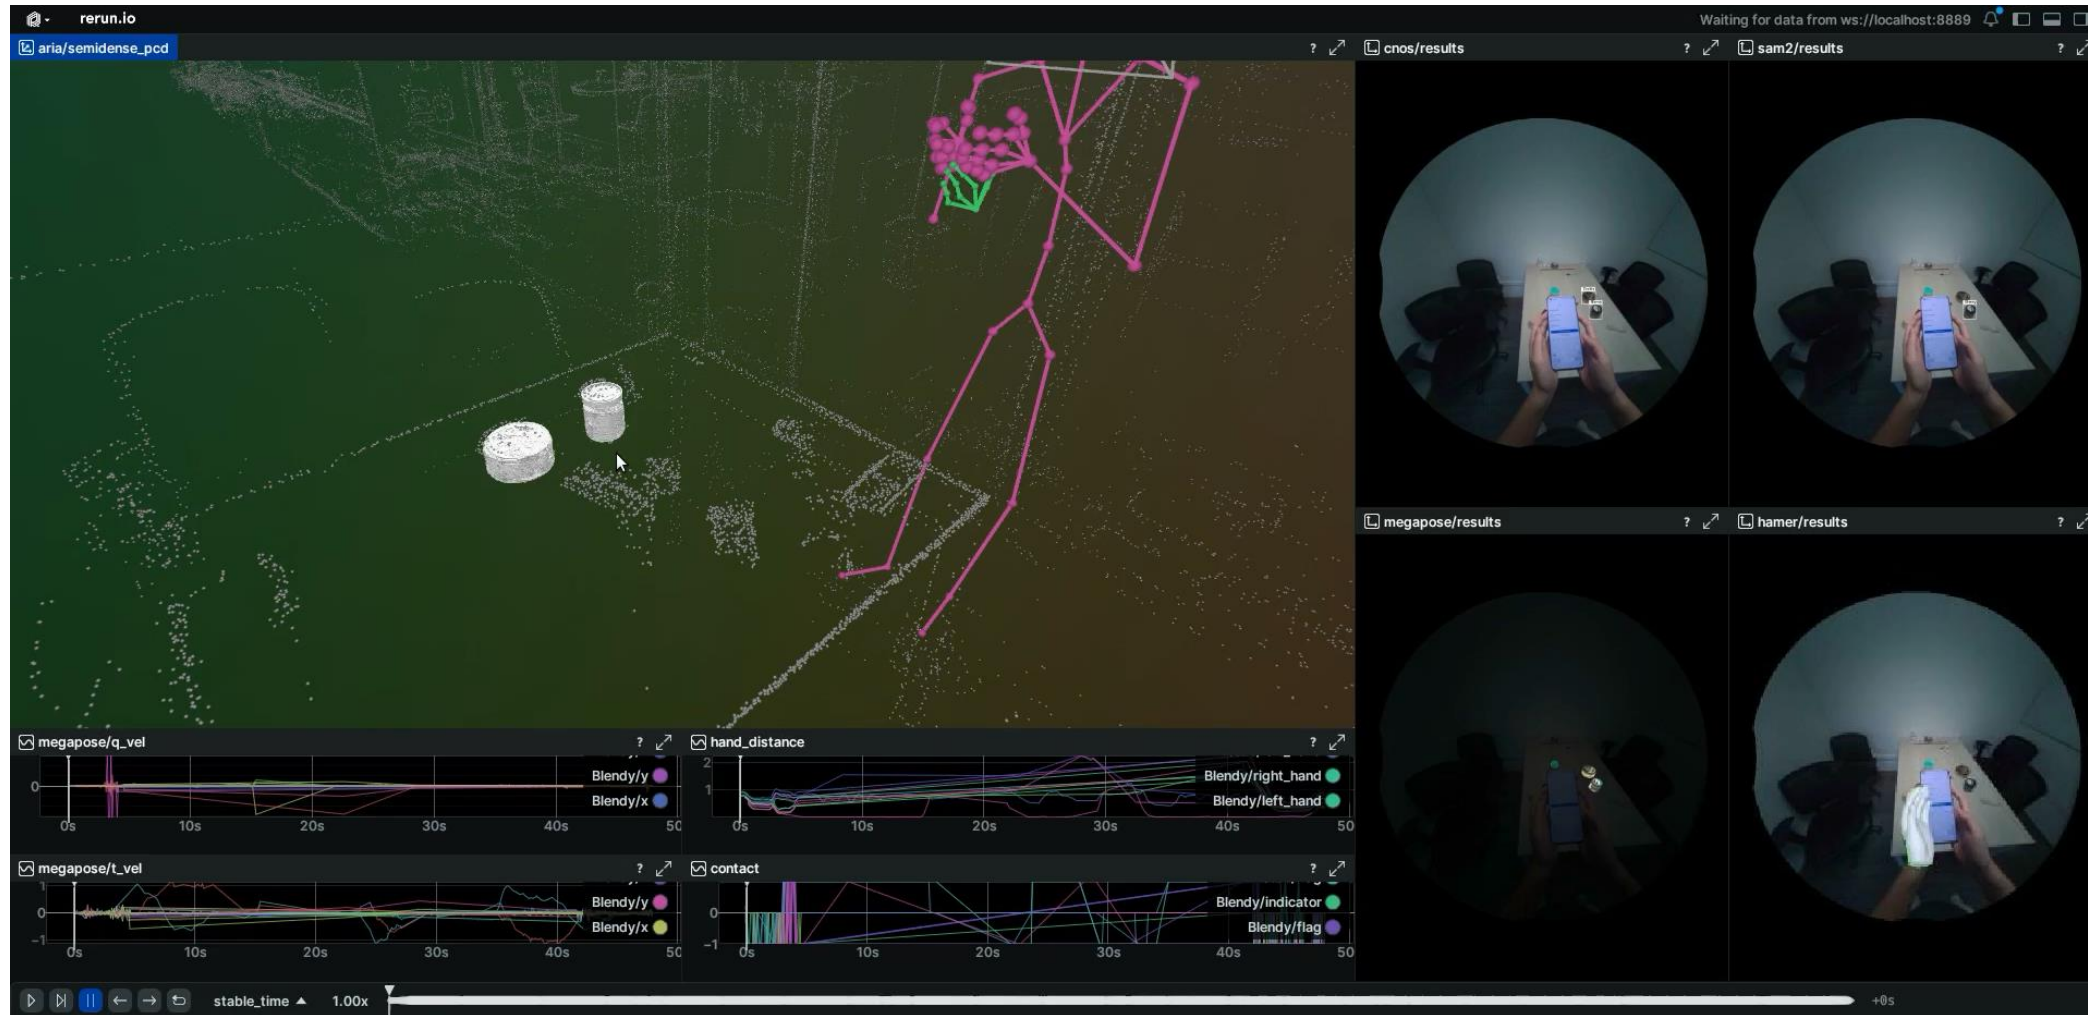 rerun.io
Waiting for data from ws://localhost:8889
aria/semidense_pcd ?
cnos/results ?
sam2/results ?
megapose/results ?
hamer/results ?
megapose/q_vel ?
Blendy/y
Blendy/x
0
0s 10s 20s 30s 40s 50
hand_distance ?
2
1
Blendy/right_hand
Blendy/left_hand
0s 10s 20s 30s 40s 50
megapose/t_vel ?
1
0
-1
Blendy/y
Blendy/x
0s 10s 20s 30s 40s 50
contact ?
0
-1
Blendy/indicator
Blendy/flag
0s 10s 20s 30s 40s 50
stable_time 1.00x +0s